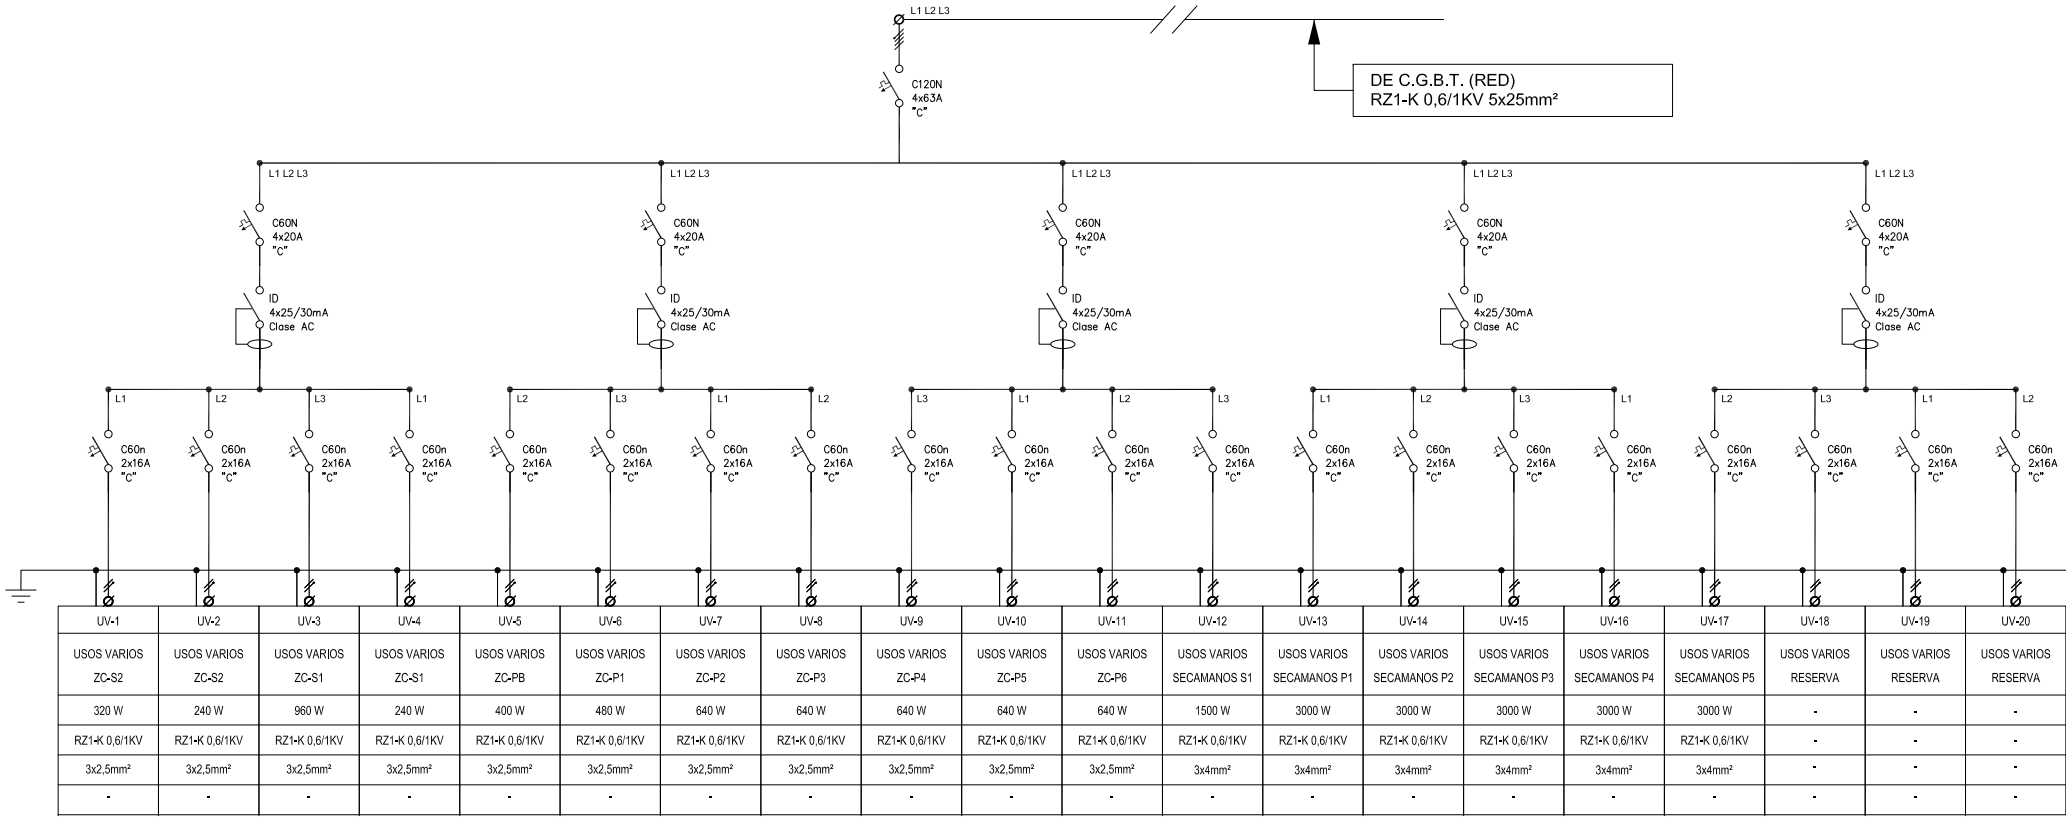 L1 L2 L3
DE C.G.B.T. (RED)
RZ1-K 0,6/1KV 5x25mm²
C120N
4x63A
"C"
L1 L2 L3 L1 L2 L3 L1 L2 L3 L1 L2 L3 L1 L2 L3
C60N C60N C60N C60N C60N
4x20A 4x20A 4x20A 4x20A 4x20A
"C" "C" "C" "C" "C"
ID ID ID ID ID
4x25/30mA 4x25/30mA 4x25/30mA 4x25/30mA 4x25/30mA
Clase AC Clase AC Clase AC Clase AC Clase AC
L1 L2 L3 L1 L2 L3 L1 L2 L3 L1 L2 L3 L1 L2 L3 L1 L2 L3 L1 L2
C60n C60n C60n C60n C60n C60n C60n C60n C60n C60n C60n C60n C60n C60n C60n C60n C60n C60n C60n C60n
2x16A 2x16A 2x16A 2x16A 2x16A 2x16A 2x16A 2x16A 2x16A 2x16A 2x16A 2x16A 2x16A 2x16A 2x16A 2x16A 2x16A 2x16A 2x16A 2x16A
"C" "C" "C" "C" "C" "C" "C" "C" "C" "C" "C" "C" "C" "C" "C" "C" "C" "C" "C" "C"
UV-1 UV-2 UV-3 UV-4 UV-5 UV-6 UV-7 UV-8 UV-9 UV-10 UV-11 UV-12 UV-13 UV-14 UV-15 UV-16 UV-17 UV-18 UV-19 UV-20
USOS VARIOS USOS VARIOS USOS VARIOS USOS VARIOS USOS VARIOS USOS VARIOS USOS VARIOS USOS VARIOS USOS VARIOS USOS VARIOS USOS VARIOS USOS VARIOS USOS VARIOS USOS VARIOS USOS VARIOS USOS VARIOS USOS VARIOS USOS VARIOS USOS VARIOS USOS VARIOS
ZC-S2 ZC-S2 ZC-S1 ZC-S1 ZC-PB ZC-P1 ZC-P2 ZC-P3 ZC-P4 ZC-P5 ZC-P6 SECAMANOS S1 SECAMANOS P1 SECAMANOS P2 SECAMANOS P3 SECAMANOS P4 SECAMANOS P5 RESERVA RESERVA RESERVA
320 W 240 W 960 W 240 W 400 W 480 W 640 W 640 W 640 W 640 W 640 W 1500 W 3000 W 3000 W 3000 W 3000 W 3000 W - - -
RZ1-K 0,6/1KV RZ1-K 0,6/1KV RZ1-K 0,6/1KV RZ1-K 0,6/1KV RZ1-K 0,6/1KV RZ1-K 0,6/1KV RZ1-K 0,6/1KV RZ1-K 0,6/1KV RZ1-K 0,6/1KV RZ1-K 0,6/1KV RZ1-K 0,6/1KV RZ1-K 0,6/1KV RZ1-K 0,6/1KV RZ1-K 0,6/1KV RZ1-K 0,6/1KV RZ1-K 0,6/1KV RZ1-K 0,6/1KV - - -
3x2,5mm² 3x2,5mm² 3x2,5mm² 3x2,5mm² 3x2,5mm² 3x2,5mm² 3x2,5mm² 3x2,5mm² 3x2,5mm² 3x2,5mm² 3x2,5mm² 3x4mm² 3x4mm² 3x4mm² 3x4mm² 3x4mm² 3x4mm² - - -
- - - - - - - - - - - - - - - - - - - -